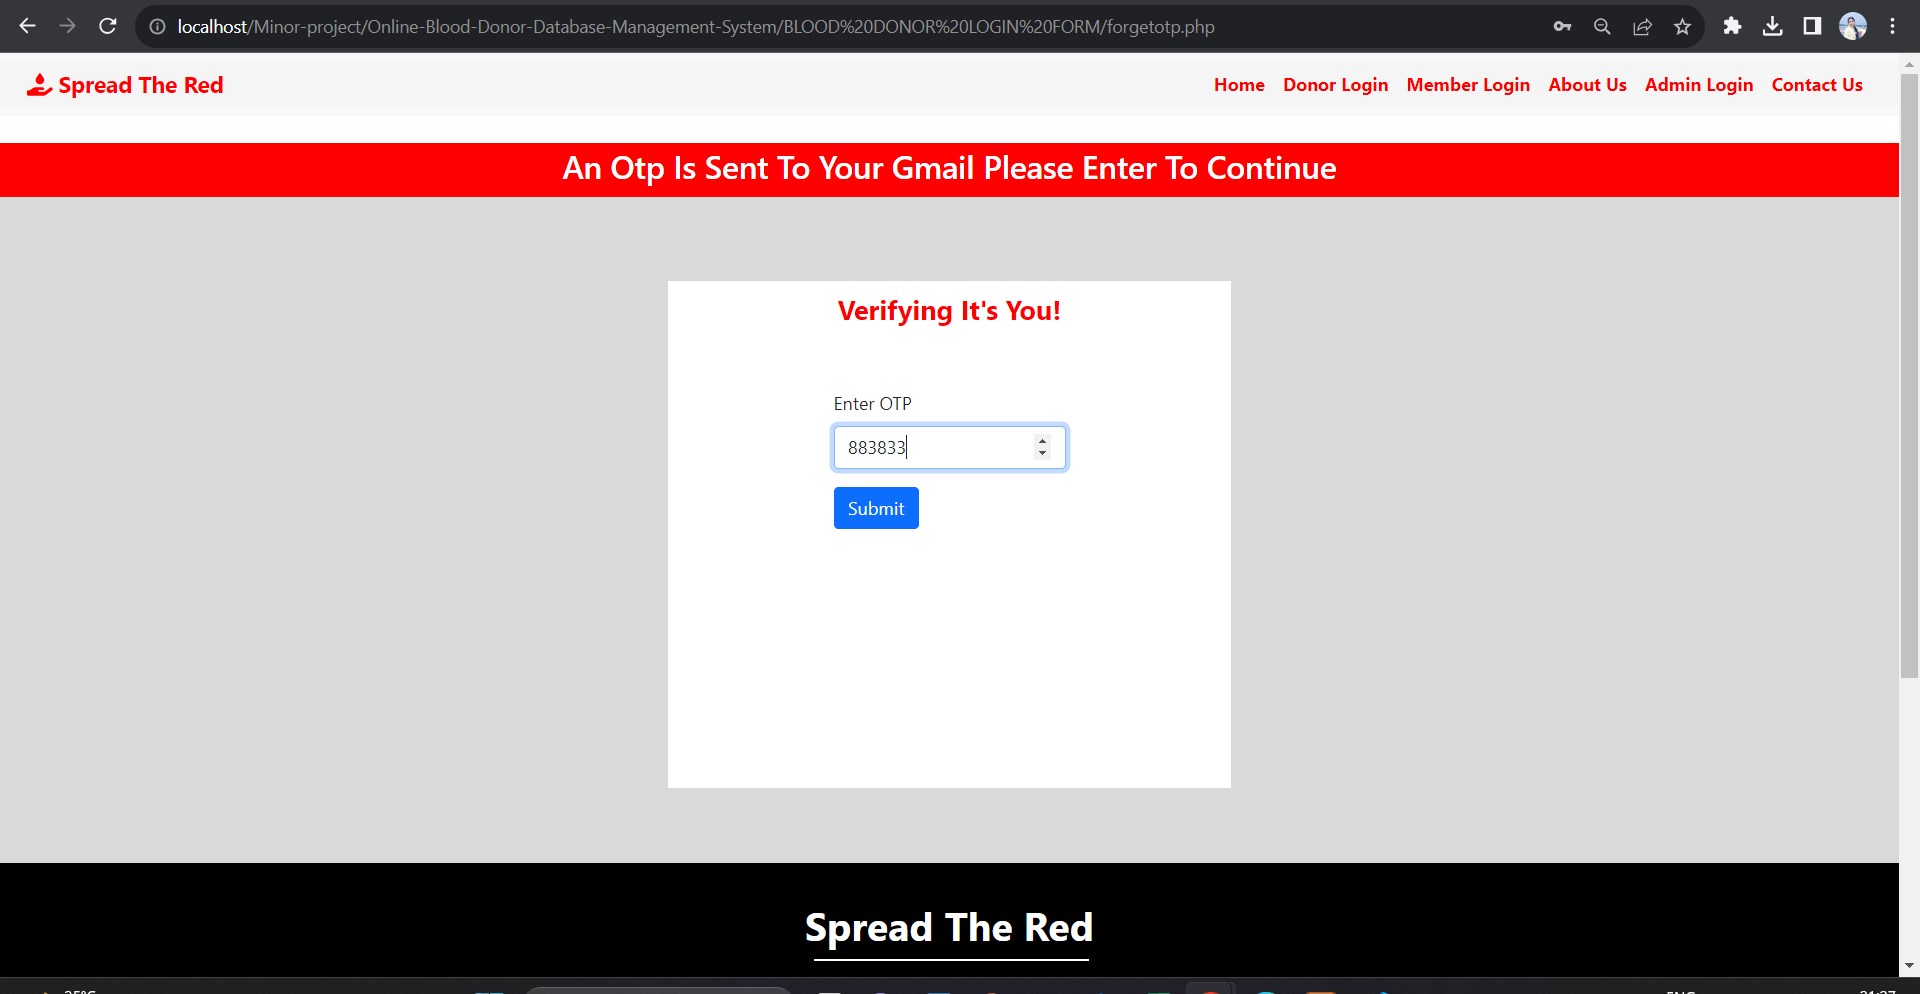 localhost/Minor-project/Online-Blood-Donor-Database-Management-System/BLOOD%20DONOR%20LOGIN%20FORM/forgetotp.php
Spread The Red
Home Donor Login Member Login About Us Admin Login Contact Us
An Otp Is Sent To Your Gmail Please Enter To Continue
Verifying It's You!
Enter OTP
883833
Submit
Spread The Red